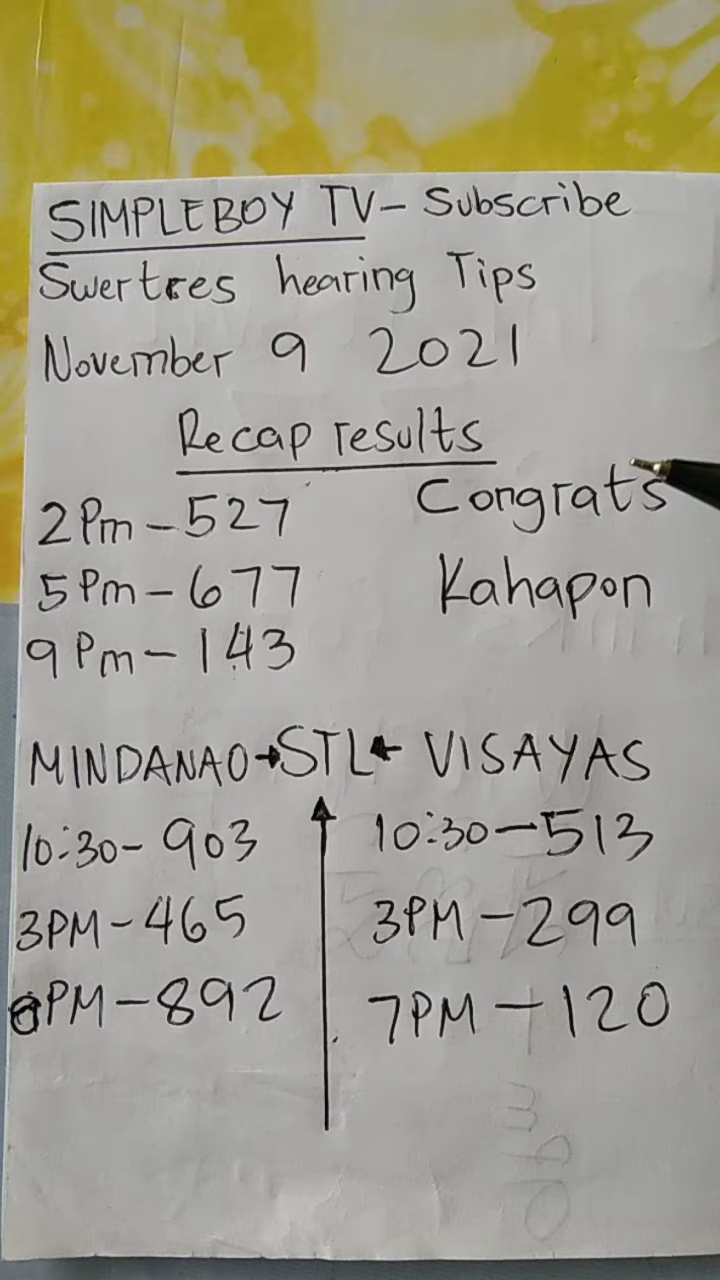 SIMPLEBOY TV- Subscribe
Swertres hearing Tips
November 9 2021
Recap results
2Pm-527 Congrats
5Pm-677 Kahapon
9Pm-143
MINDANAO→STL← VISAYAS
10:30-903 10:30-513
3PM-465 3PM-299
PM-892 7PM-120